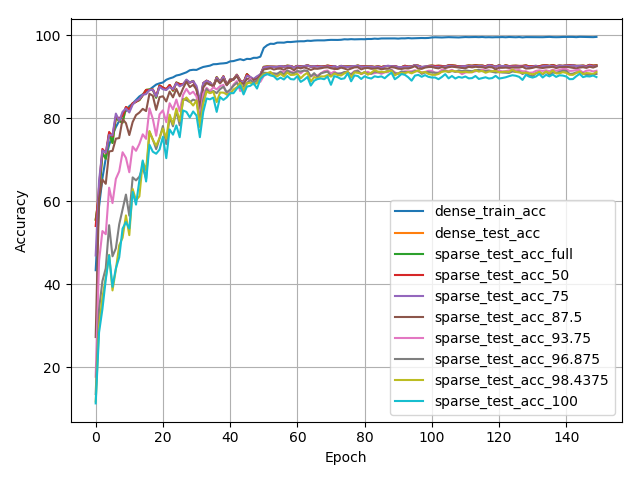 100
80
60
40
20
Accuracy
0
20
40
60
80
100
120
140
Epoch
dense_train_acc
dense_test_acc
sparse_test_acc_full
sparse_test_acc_50
sparse_test_acc_75
sparse_test_acc_87.5
sparse_test_acc_93.75
sparse_test_acc_96.875
sparse_test_acc_98.4375
sparse_test_acc_100